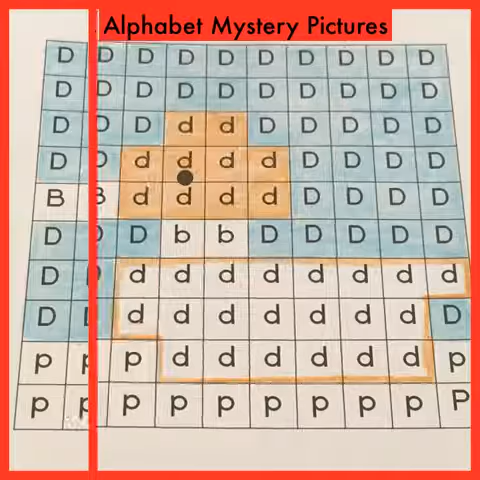 Alphabet Mystery Pictures
D D D D D D D D D D
D D D D D D D D D D
D D D d d D D D D D
D D d d d d D D D D
B B d d d d D D D D
D D D b b D D D D D
D D d d d d d d d d
D D d d d d d d d D
p p p d d d d d d p
p p p p p p p p p P